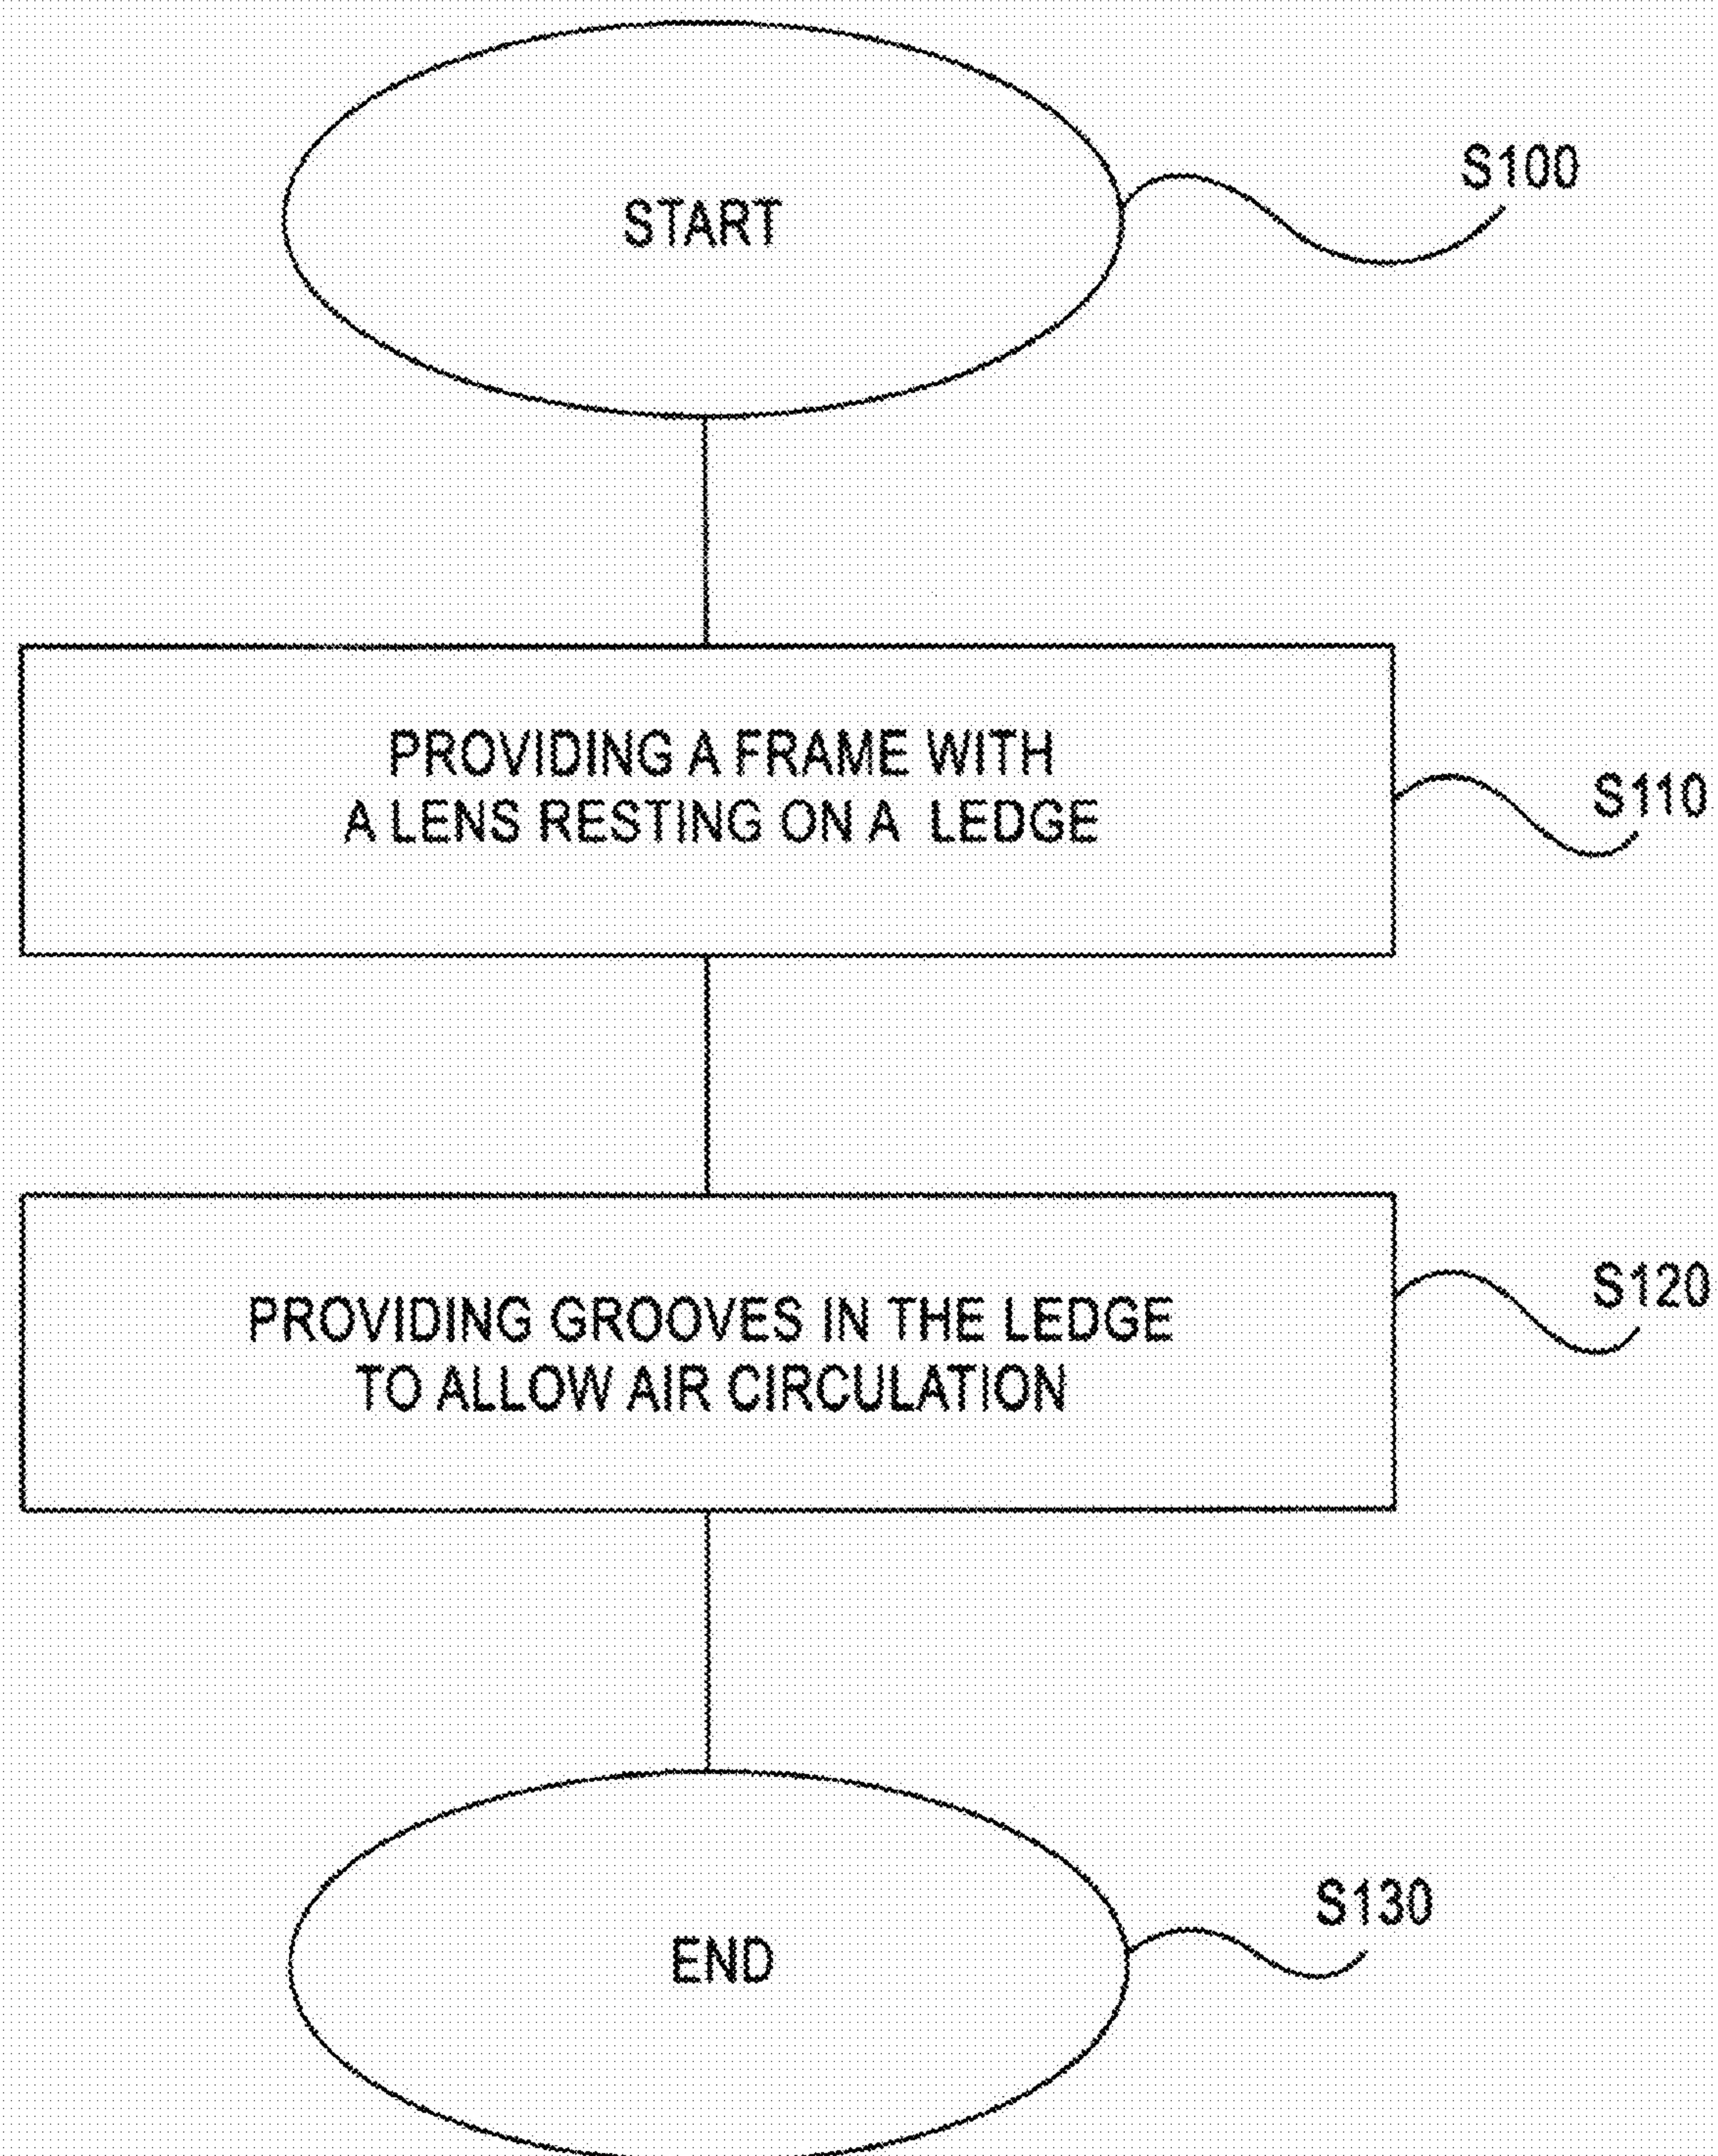 START
S100
PROVIDING A FRAME WITH
A LENS RESTING ON A LEDGE
S110
PROVIDING GROOVES IN THE LEDGE
TO ALLOW AIR CIRCULATION
S120
END
S130